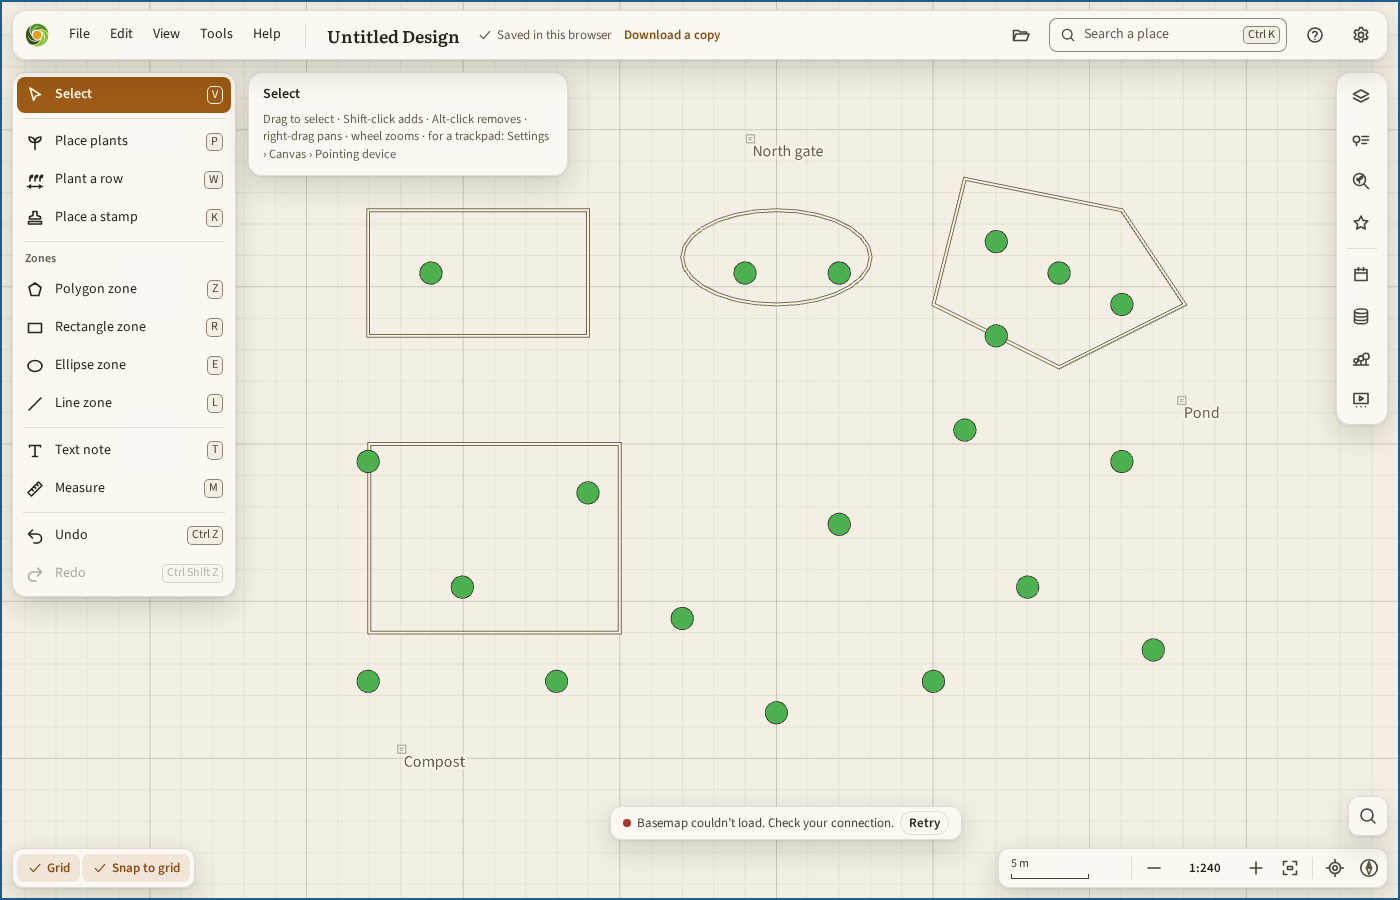 File Edit View Tools Help
Untitled Design
Saved in this browser
Download a copy
Search a place
Ctrl K
Select V
Place plants P
Plant a row W
Place a stamp K
Zones
Polygon zone Z
Rectangle zone R
Ellipse zone E
Line zone L
Text note T
Measure M
Undo Ctrl Z
Redo Ctrl Shift Z
Select
Drag to select · Shift-click adds · Alt-click removes ·
right-drag pans · wheel zooms · for a trackpad: Settings
› Canvas › Pointing device
North gate
Pond
Compost
Basemap couldn’t load. Check your connection. Retry
Grid
Snap to grid
5 m
1:240